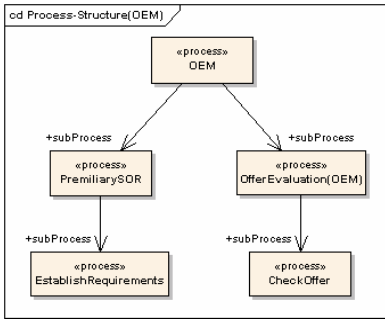 cd Process-Structure(OEM)
«process»
OEM
+subProcess
+subProcess
«process»
PremiliarySOR
«process»
OfferEvaluation(OEM)
+subProcess
+subProcess
«process»
EstablishRequirements
«process»
CheckOffer